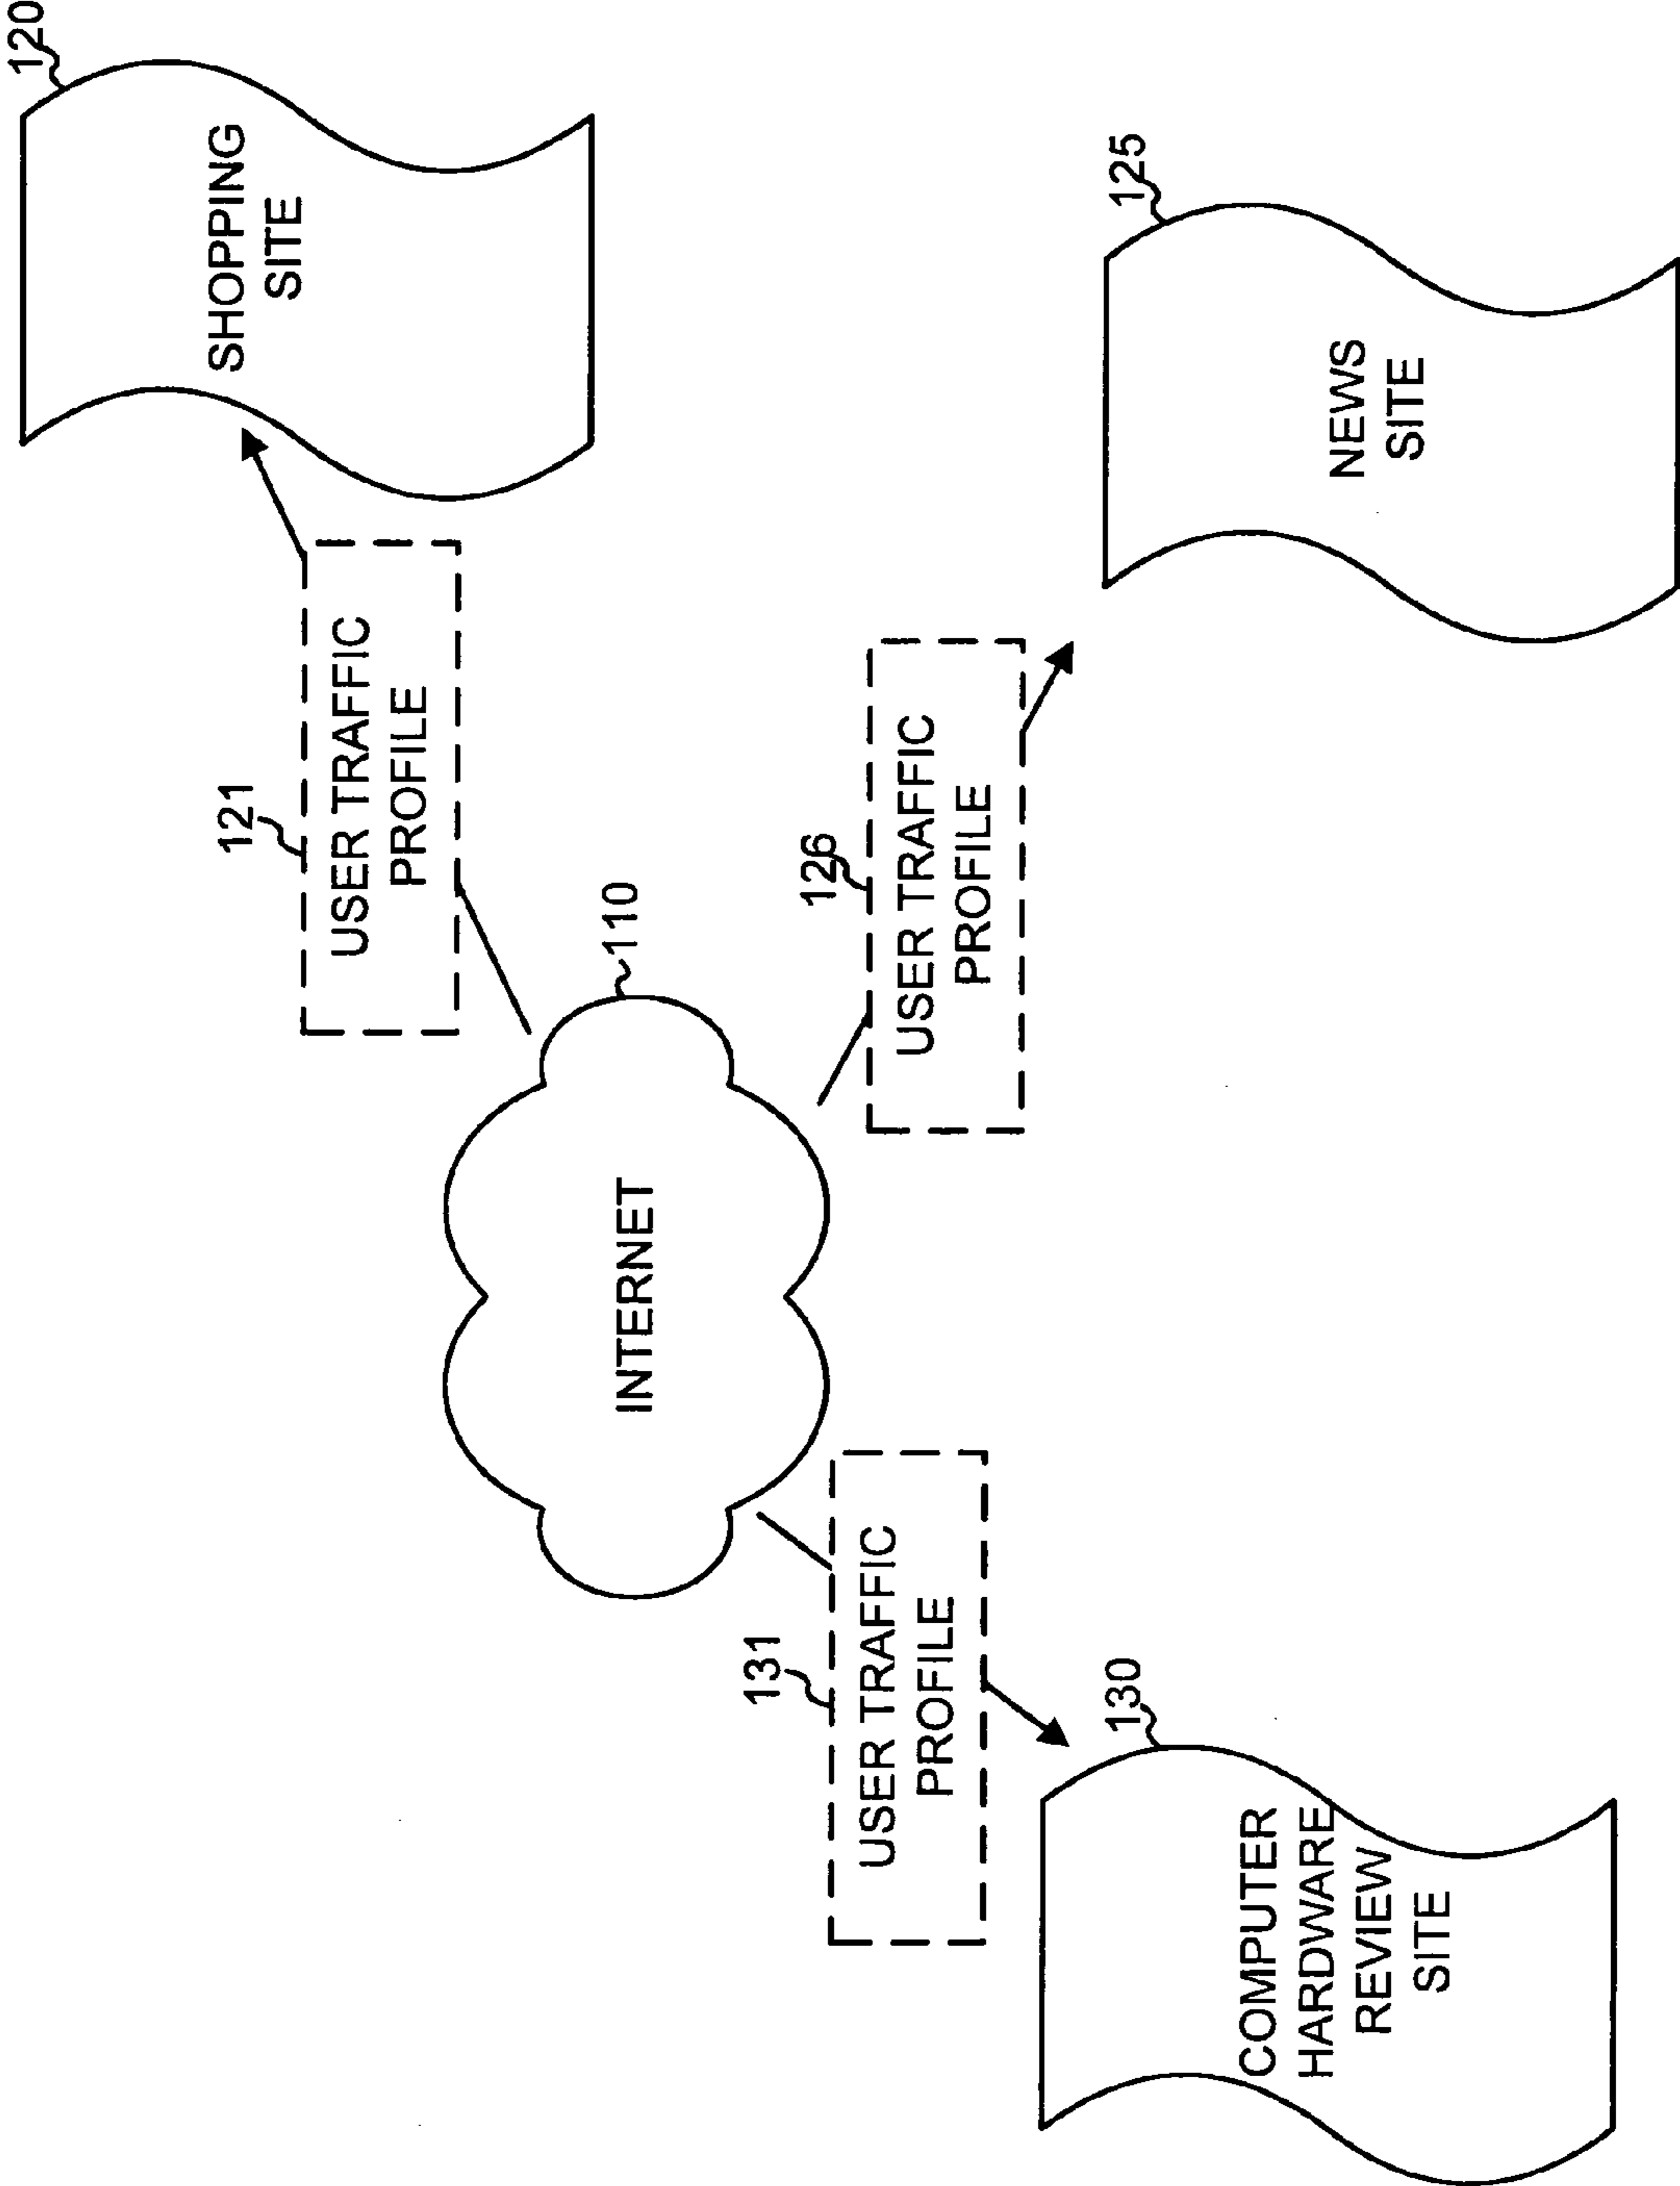 120
SHOPPING
SITE
121
USER TRAFFIC
PROFILE
110
INTERNET
125
NEWS
SITE
126
USER TRAFFIC
PROFILE
131
USER TRAFFIC
PROFILE
130
COMPUTER
HARDWARE
REVIEW
SITE